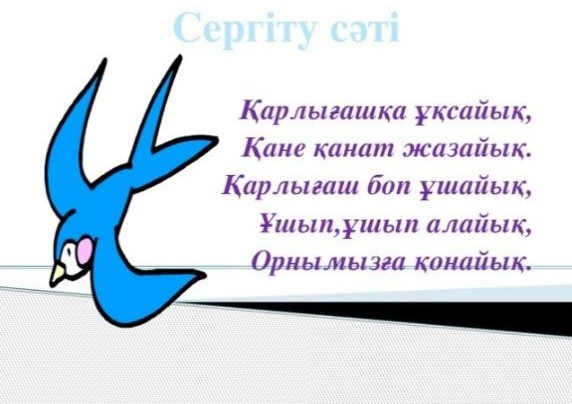 Сергіту сәті
Қарлығашқа ұқсайық,
Қане қанат жазайық.
Қарлығаш боп ұшайық,
Ұшып,ұшып алайық,
Орнымызға қонайық.